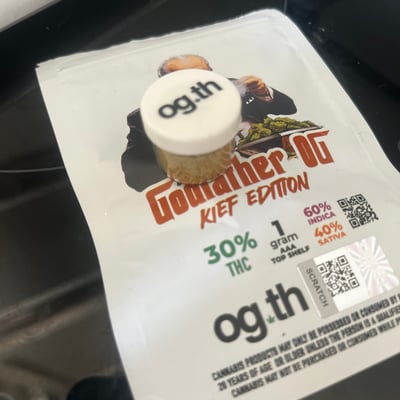 og.th
Godfather OG
KIEF EDITION
30%
THC
1
gram
AAA
TOP SHELF
60%
INDICA
40%
SATIVA
SCRATCH
og.th
CANNABIS PRODUCTS MAY ONLY BE POSSESSED OR CONSUMED BY
20 YEARS OF AGE OR OLDER UNLESS THE PERSON IS A QUALIFIED
CANNABIS MAY NOT BE PURCHASED OR CONSUMED WHILE